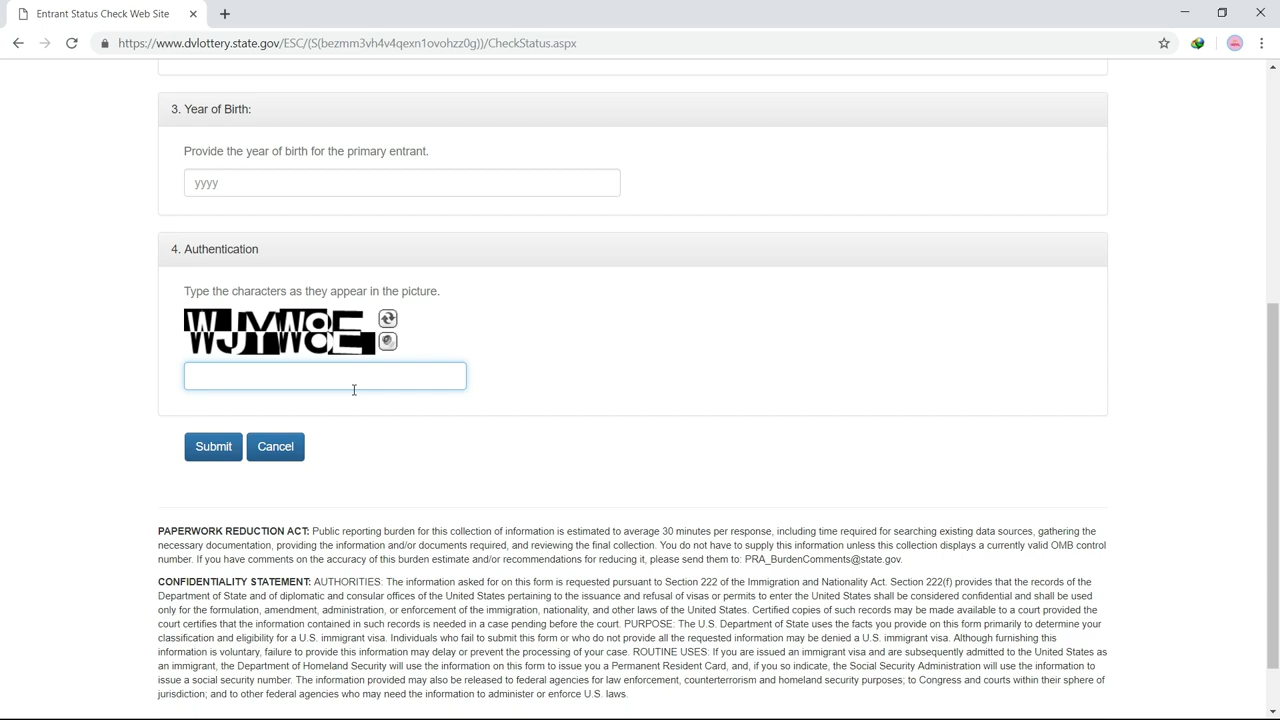 Entrant Status Check Web Site
https://www.dvlottery.state.gov/ESC/(S(bezmm3vh4v4qexn1ovohzz0g))/CheckStatus.aspx
3. Year of Birth:
Provide the year of birth for the primary entrant.
yyyy
4. Authentication
Type the characters as they appear in the picture.
Submit Cancel
PAPERWORK REDUCTION ACT: Public reporting burden for this collection of information is estimated to average 30 minutes per response, including time required for searching existing data sources, gathering the
necessary documentation, providing the information and/or documents required, and reviewing the final collection. You do not have to supply this information unless this collection displays a currently valid OMB control
number. If you have comments on the accuracy of this burden estimate and/or recommendations for reducing it, please send them to: PRA_BurdenComments@state.gov.
CONFIDENTIALITY STATEMENT: AUTHORITIES: The information asked for on this form is requested pursuant to Section 222 of the Immigration and Nationality Act. Section 222(f) provides that the records of the
Department of State and of diplomatic and consular offices of the United States pertaining to the issuance and refusal of visas or permits to enter the United States shall be considered confidential and shall be
used only for the formulation, amendment, administration, or enforcement of the immigration, nationality, and other laws of the United States. Certified copies of such records may be made available to a court provided the
court certifies that the information contained in such records is needed in a case pending before the court. PURPOSE: The U.S. Department of State uses the facts you provide on this form primarily to determine your
classification and eligibility for a U.S. immigrant visa. Individuals who fail to submit this form or who do not provide all the requested information may be denied a U.S. immigrant visa. Although furnishing this
information is voluntary, failure to provide this information may delay or prevent the processing of your case. ROUTINE USES: If you are issued an immigrant visa and are subsequently admitted to the United States as
an immigrant, the Department of Homeland Security will use the information on this form to issue you a Permanent Resident Card, and, if you so indicate, the Social Security Administration will use the information to
issue a social security number. The information provided may also be released to federal agencies for law enforcement, counterterrorism and homeland security purposes; to Congress and courts within their sphere of
jurisdiction; and to other federal agencies who may need the information to administer or enforce U.S. laws.